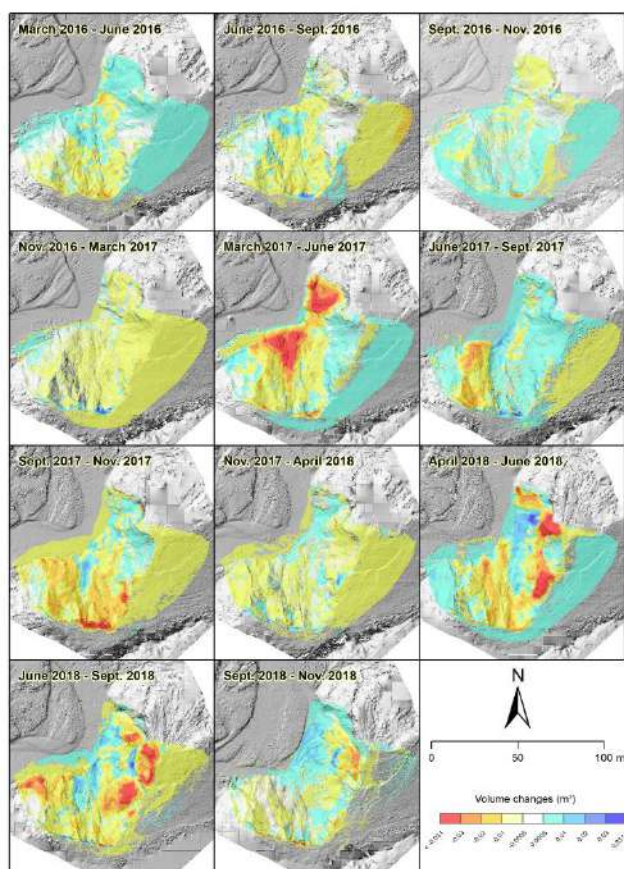 March 2016 - June 2016
June 2016 - Sept. 2016
Sept. 2016 - Nov. 2016
Nov. 2016 - March 2017
March 2017 - June 2017
June 2017 - Sept. 2017
Sept. 2017 - Nov. 2017
Nov. 2017 - April 2018
April 2018 - June 2018
June 2018 - Sept. 2018
Sept. 2018 - Nov. 2018
N
0 50 100 m
Volume changes (m³)